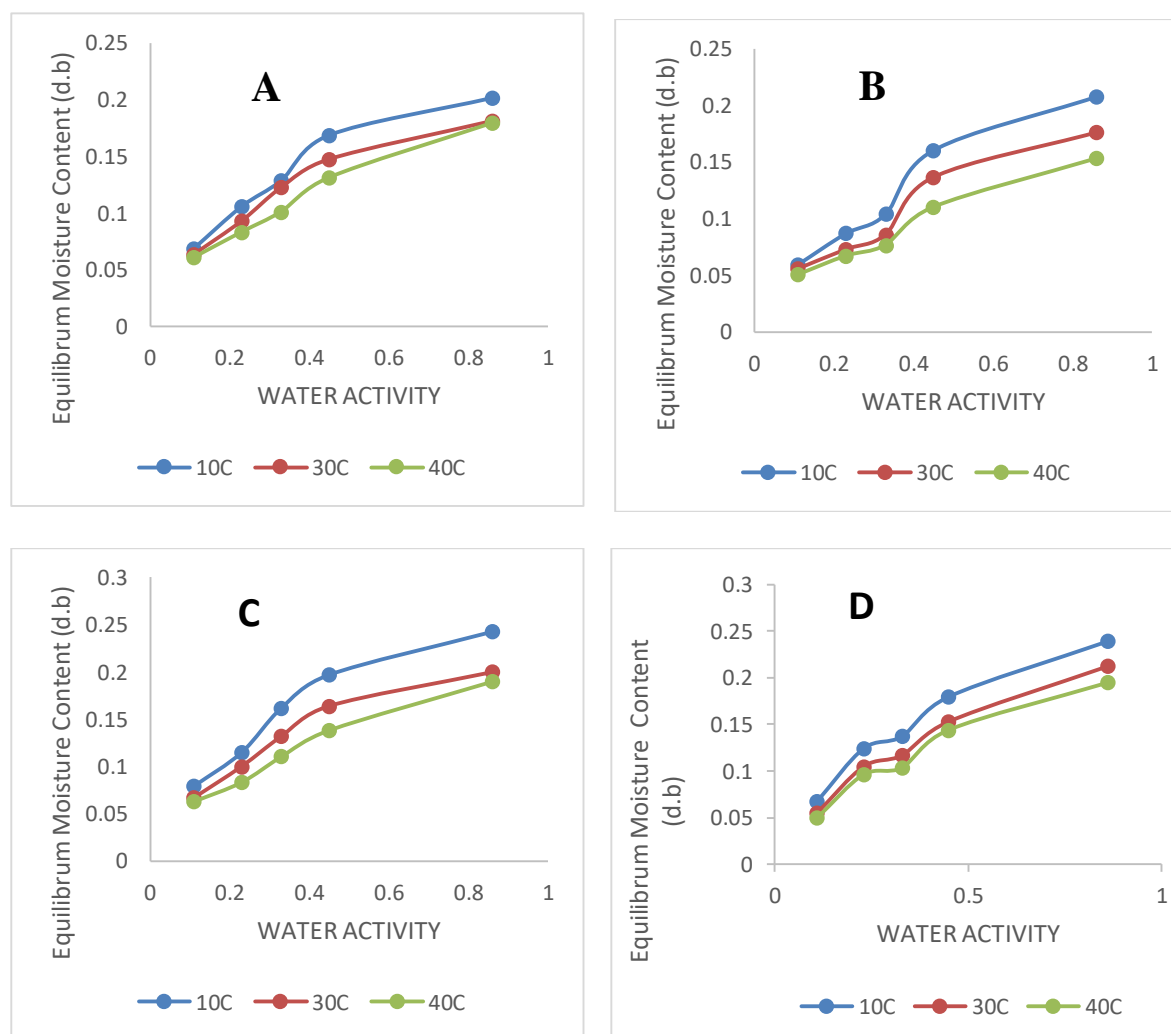 A
Equilibrum Moisture Content (d.b)
0.25
0.2
0.15
0.1
0.05
0
0 0.2 0.4 0.6 0.8 1
WATER ACTIVITY
10C 30C 40C
B
Equilibrum Moisture Content (d.b)
0.25
0.2
0.15
0.1
0.05
0
0 0.2 0.4 0.6 0.8 1
WATER ACTIVITY
10C 30C 40C
C
Equilibrum Moisture Content (d.b)
0.3
0.25
0.2
0.15
0.1
0.05
0
0 0.2 0.4 0.6 0.8 1
WATER ACTIVITY
10C 30C 40C
D
Equilibrum Moisture Content
(d.b)
0.3
0.25
0.2
0.15
0.1
0.05
0
0 0.5 1
WATER ACTIVITY
10C 30C 40C